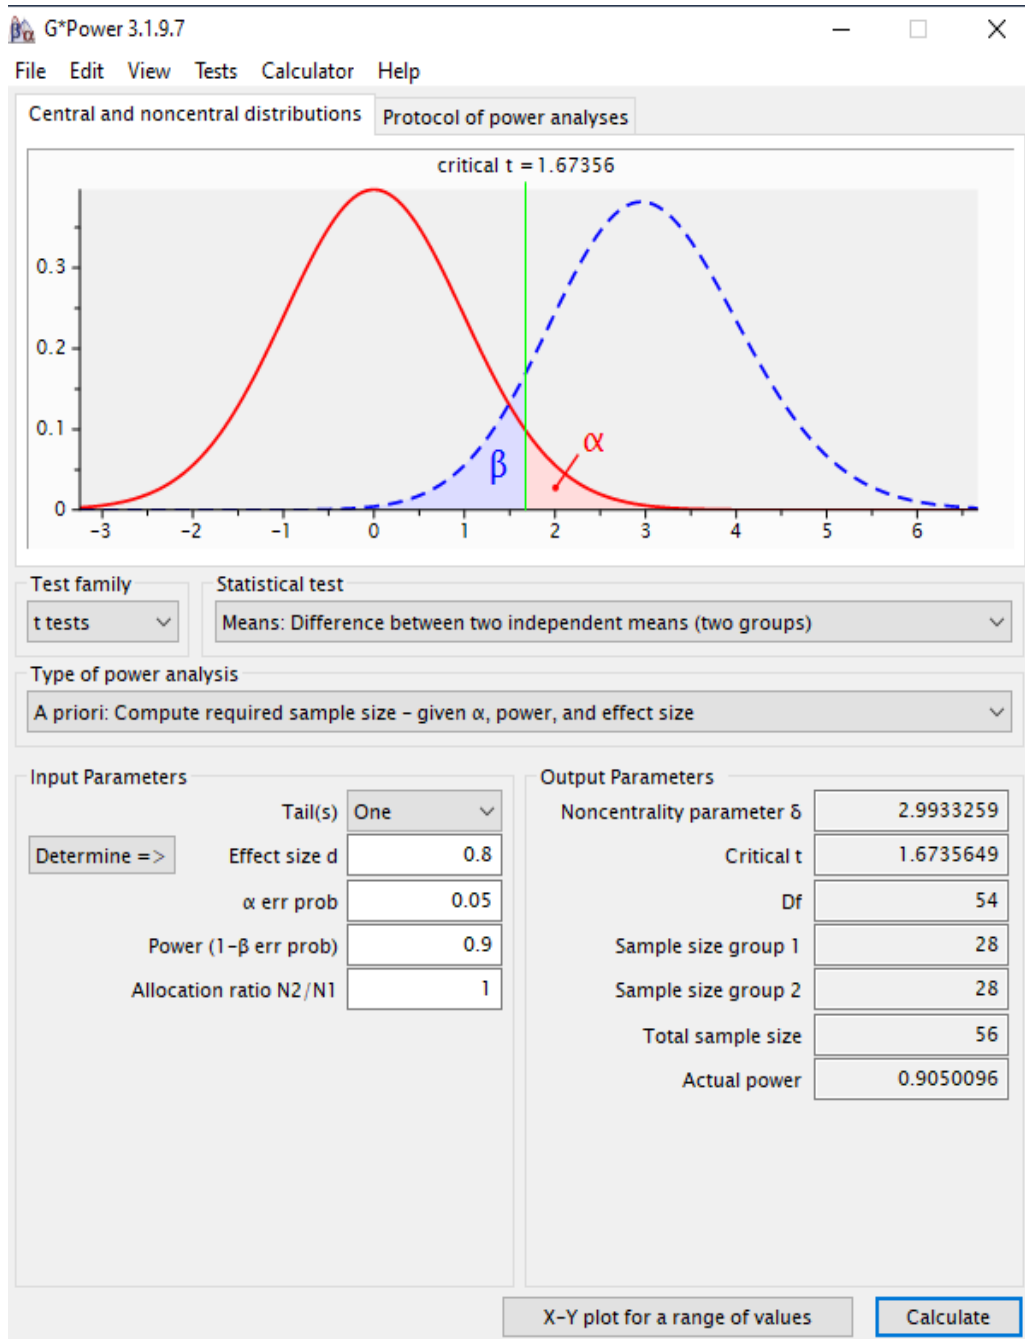 G*Power 3.1.9.7
File Edit View Tests Calculator Help
Central and noncentral distributions Protocol of power analyses
critical t = 1.67356
0.3
0.2
0.1
0
β
α
-3 -2 -1 0 1 2 3 4 5 6
Test family
t tests
Statistical test
Means: Difference between two independent means (two groups)
Type of power analysis
A priori: Compute required sample size - given α, power, and effect size
Input Parameters
Tail(s) One
Determine => Effect size d 0.8
α err prob 0.05
Power (1-β err prob) 0.9
Allocation ratio N2/N1 1
Output Parameters
Noncentrality parameter δ 2.9933259
Critical t 1.6735649
Df 54
Sample size group 1 28
Sample size group 2 28
Total sample size 56
Actual power 0.9050096
X-Y plot for a range of values Calculate